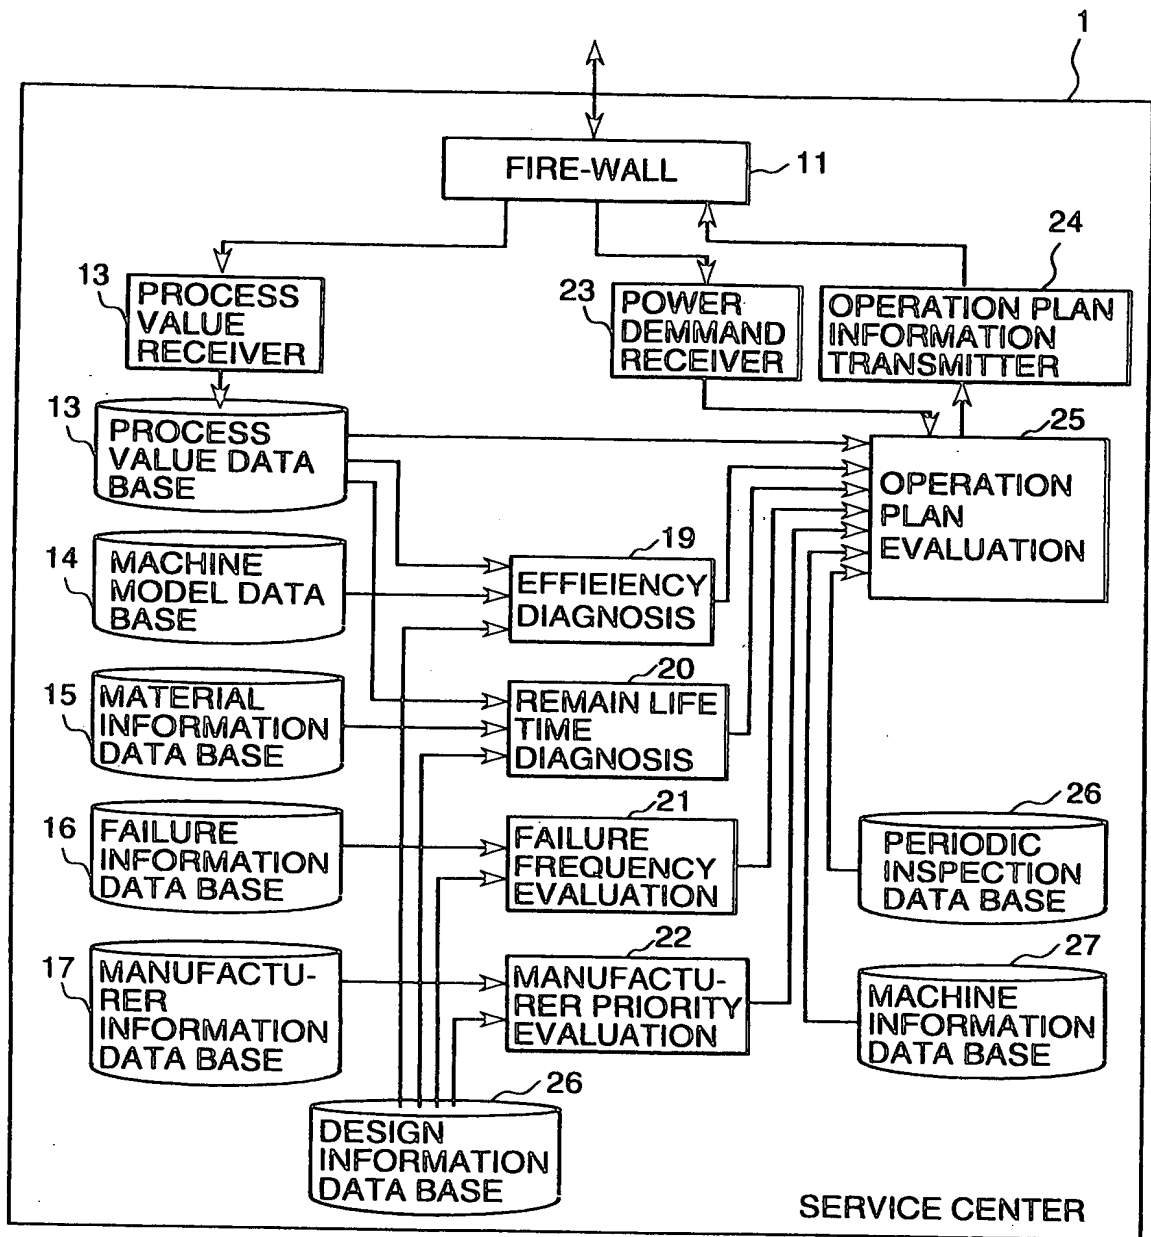 1
FIRE-WALL
11
24
13
PROCESS
VALUE
RECEIVER
23
POWER
DEMMAND
RECEIVER
OPERATION PLAN
INFORMATION
TRANSMITTER
13
PROCESS
VALUE DATA
BASE
25
OPERATION
PLAN
EVALUATION
14
MACHINE
MODEL DATA
BASE
19
EFFIEIENCY
DIAGNOSIS
15
MATERIAL
INFORMATION
DATA BASE
20
REMAIN LIFE
TIME
DIAGNOSIS
16
FAILURE
INFORMATION
DATA BASE
21
FAILURE
FREQUENCY
EVALUATION
26
PERIODIC
INSPECTION
DATA BASE
17
MANUFACTU-
RER
INFORMATION
DATA BASE
22
MANUFACTU-
RER PRIORITY
EVALUATION
27
MACHINE
INFORMATION
DATA BASE
26
DESIGN
INFORMATION
DATA BASE
SERVICE CENTER